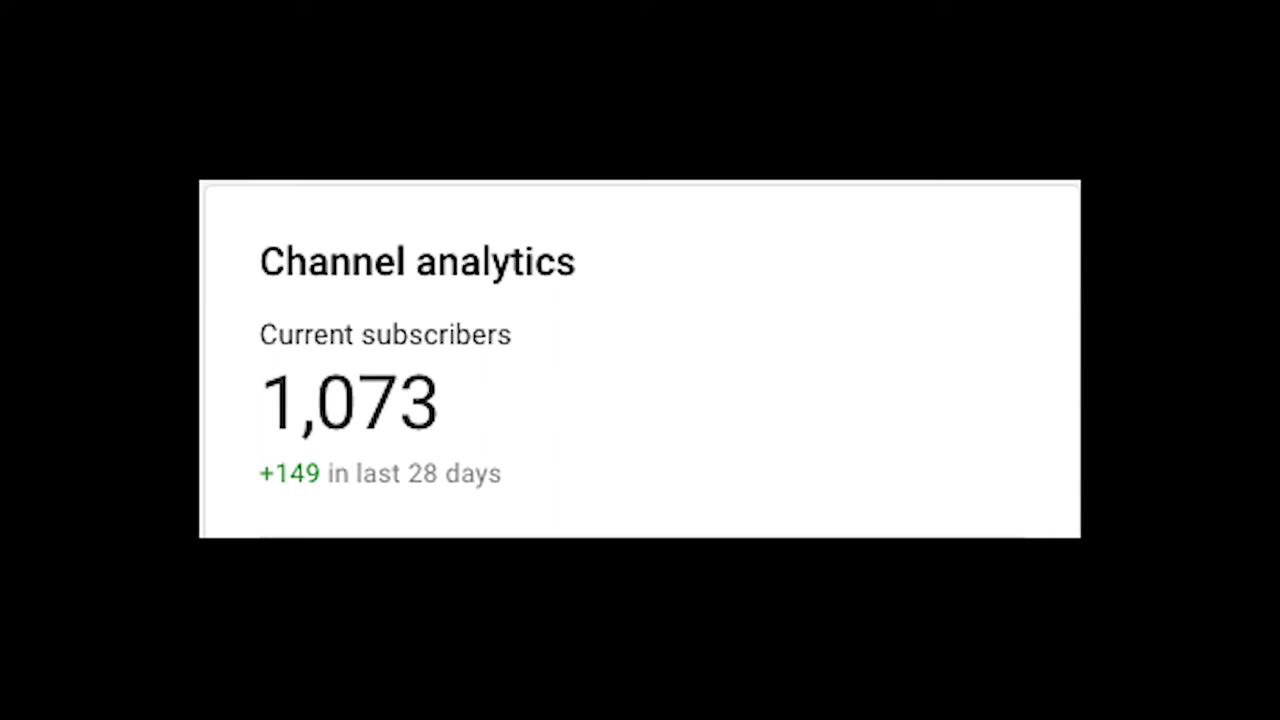 Channel analytics
Current subscribers
1,073
+149 in last 28 days